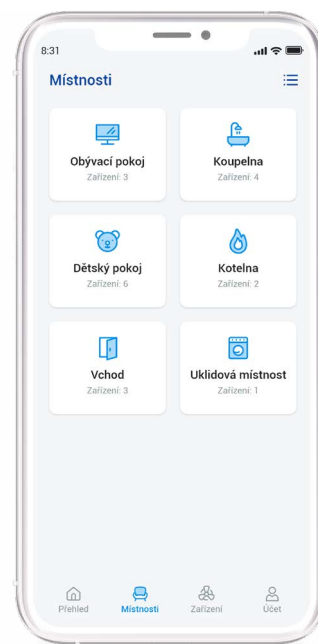 8:31
Místnosti
Obývací pokoj
Zařízení: 3
Koupelna
Zařízení: 4
Dětský pokoj
Zařízení: 6
Kotelna
Zařízení: 2
Vchod
Zařízení: 3
Uklidová místnost
Zařízení: 1
Přehled
Místnosti
Zařízení
Účet